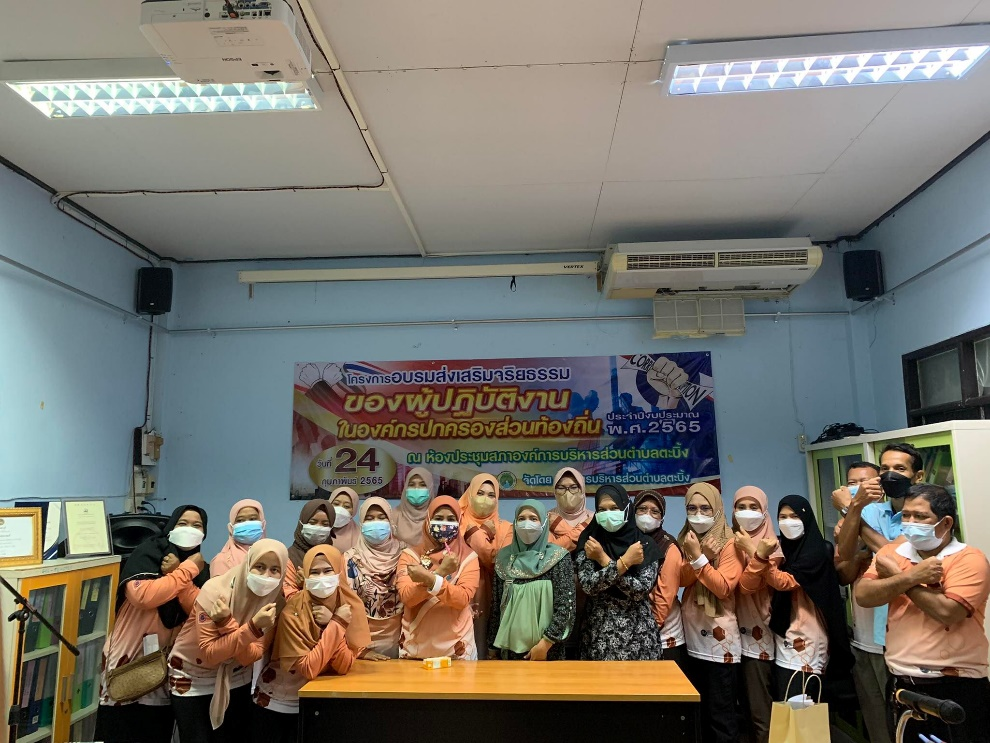 EPSON
VERTEX
โครงการอบรมส่งเสริมจริยธรรม
ของผู้ปฏิบัติงาน
ในองค์กรปกครองส่วนท้องถิ่น
ประจำปีงบประมาณ
พ.ศ.2565
วันที่ 24 กุมภาพันธ์ 2565
ณ ห้องประชุมสภาองค์การบริหารส่วนตำบลตะบิ้ง
จัดโดย การบริหารส่วนตำบลตะบิ้ง